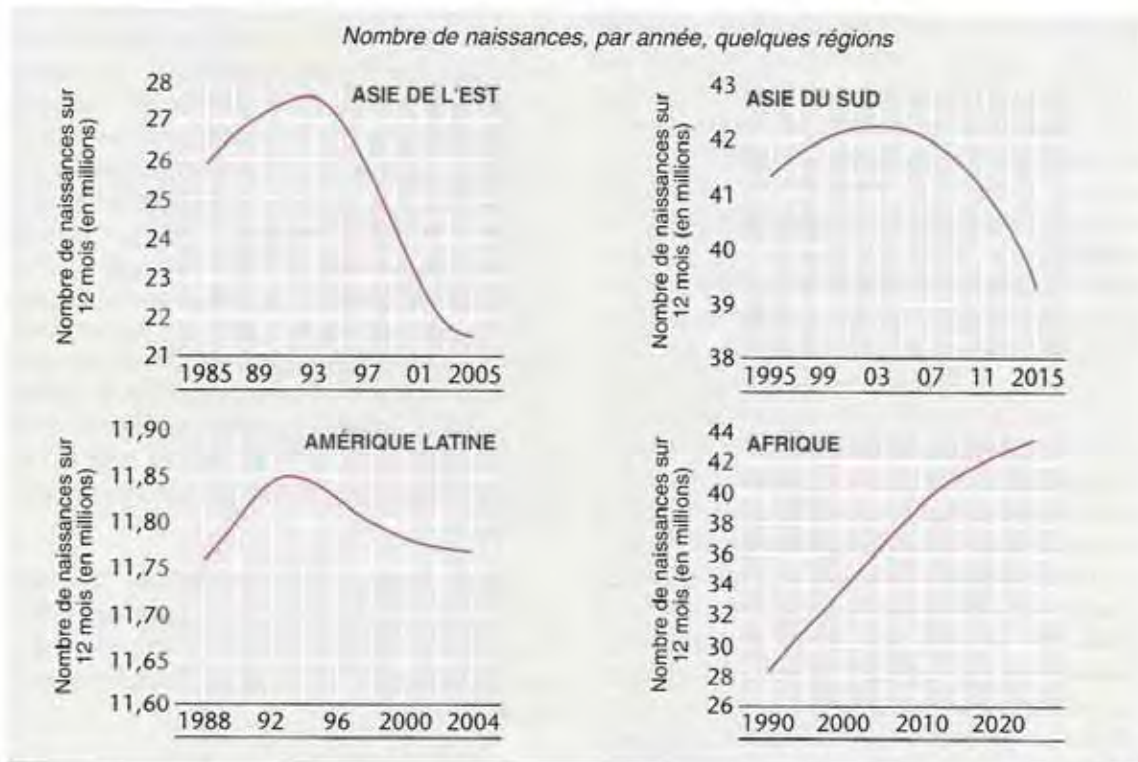 Nombre de naissances, par année, quelques régions
ASIE DE L'EST
Nombre de naissances sur
12 mois (en millions)
28
27
26
25
24
23
22
21
1985 89 93 97 01 2005
ASIE DU SUD
Nombre de naissances sur
12 mois (en millions)
43
42
41
40
39
38
1995 99 03 07 11 2015
AMÉRIQUE LATINE
Nombre de naissances sur
12 mois (en millions)
11,90
11,85
11,80
11,75
11,70
11,65
11,60
1988 92 96 2000 2004
AFRIQUE
Nombre de naissances sur
12 mois (en millions)
44
42
40
38
36
34
32
30
28
26
1990 2000 2010 2020